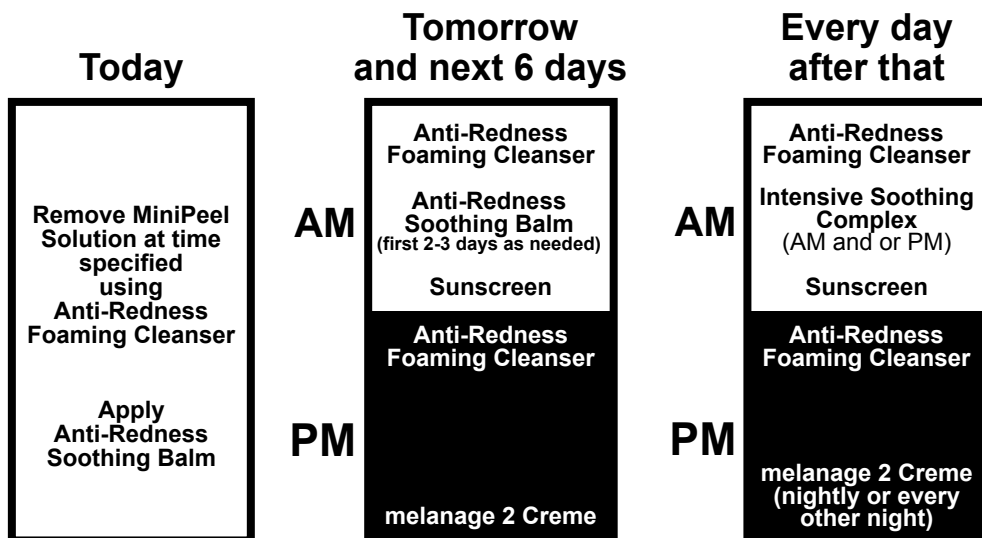 Today
Remove MiniPeel
Solution at time
specified
using
Anti-Redness
Foaming Cleanser
Apply
Anti-Redness
Soothing Balm
Tomorrow
and next 6 days
AM
Anti-Redness
Foaming Cleanser
Anti-Redness
Soothing Balm
(first 2-3 days as needed)
Sunscreen
PM
Anti-Redness
Foaming Cleanser
melanage 2 Creme
Every day
after that
AM
Anti-Redness
Foaming Cleanser
Intensive Soothing
Complex
(AM and or PM)
Sunscreen
PM
Anti-Redness
Foaming Cleanser
melanage 2 Creme
(nightly or every
other night)